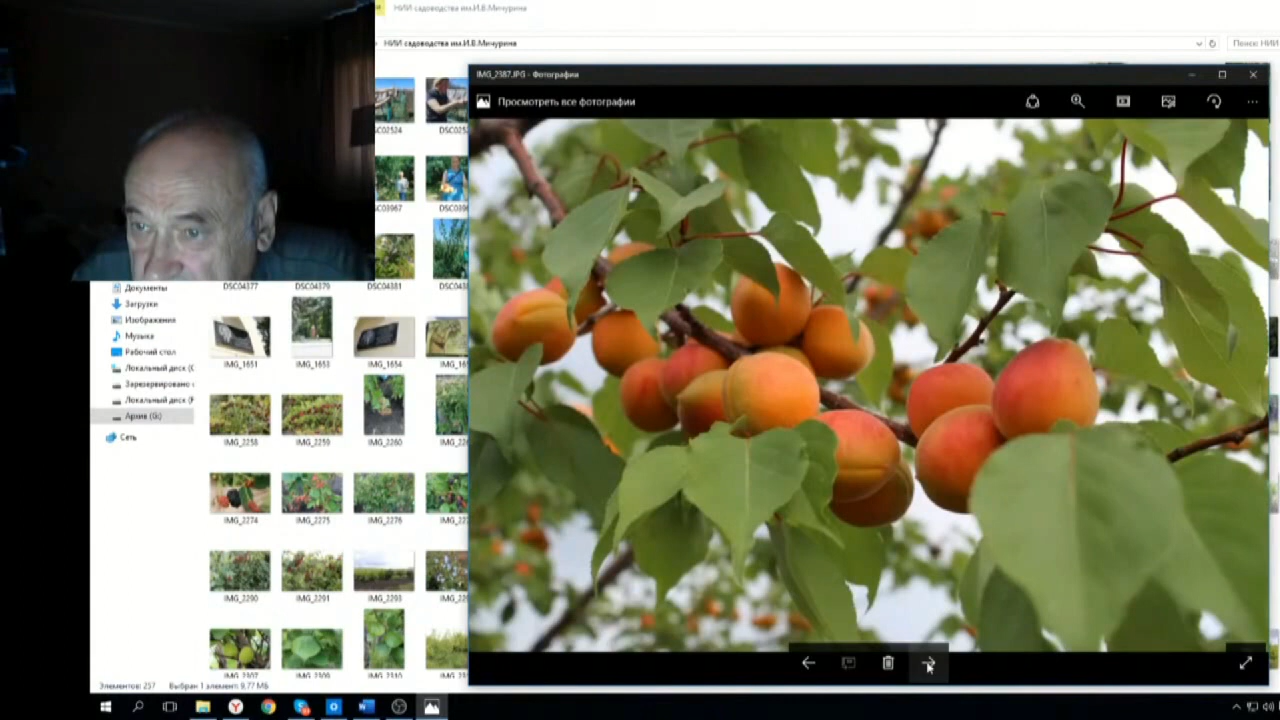 НИИ садоводства им.И.В.Мичурина
НИИ садоводства им.И.В.Мичурина
Поиск: НИИ
IMG_2387.JPG - Фотографии
Просмотреть все фотографии
DSC02524
DSC03967
DSC04377
DSC04379
DSC04381
Документы
Загрузки
Изображения
Музыка
Рабочий стол
Локальный диск (
Зарезервировано
Локальный диск (
Архив (G:)
Сеть
IMG_1651
IMG_1653
IMG_1654
IMG_2258
IMG_2259
IMG_2260
IMG_2274
IMG_2275
IMG_2276
IMG_2290
IMG_2291
IMG_2293
Элементов: 257
Выбран 1 элемент: 9,77 МБ